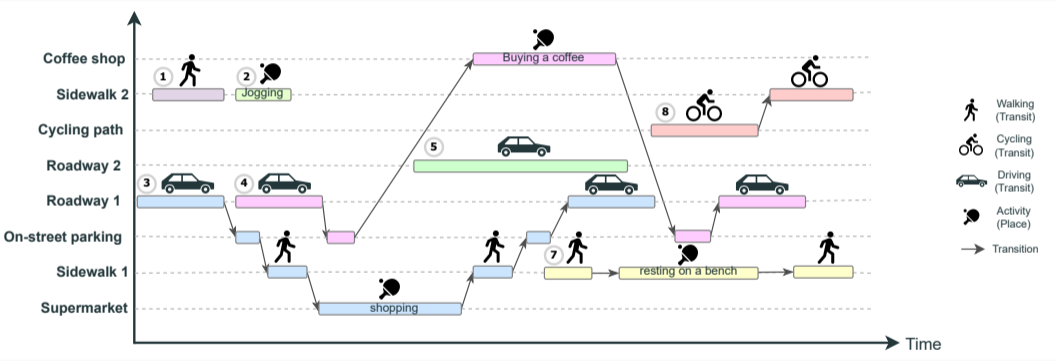 Coffee shop
Buying a coffee
1
2
Sidewalk 2
Jogging
8
Cycling path
5
Roadway 2
3
4
Roadway 1
On-street parking
7
Sidewalk 1
resting on a bench
Supermarket
shopping
Time
Walking
(Transit)
Cycling
(Transit)
Driving
(Transit)
Activity
(Place)
Transition